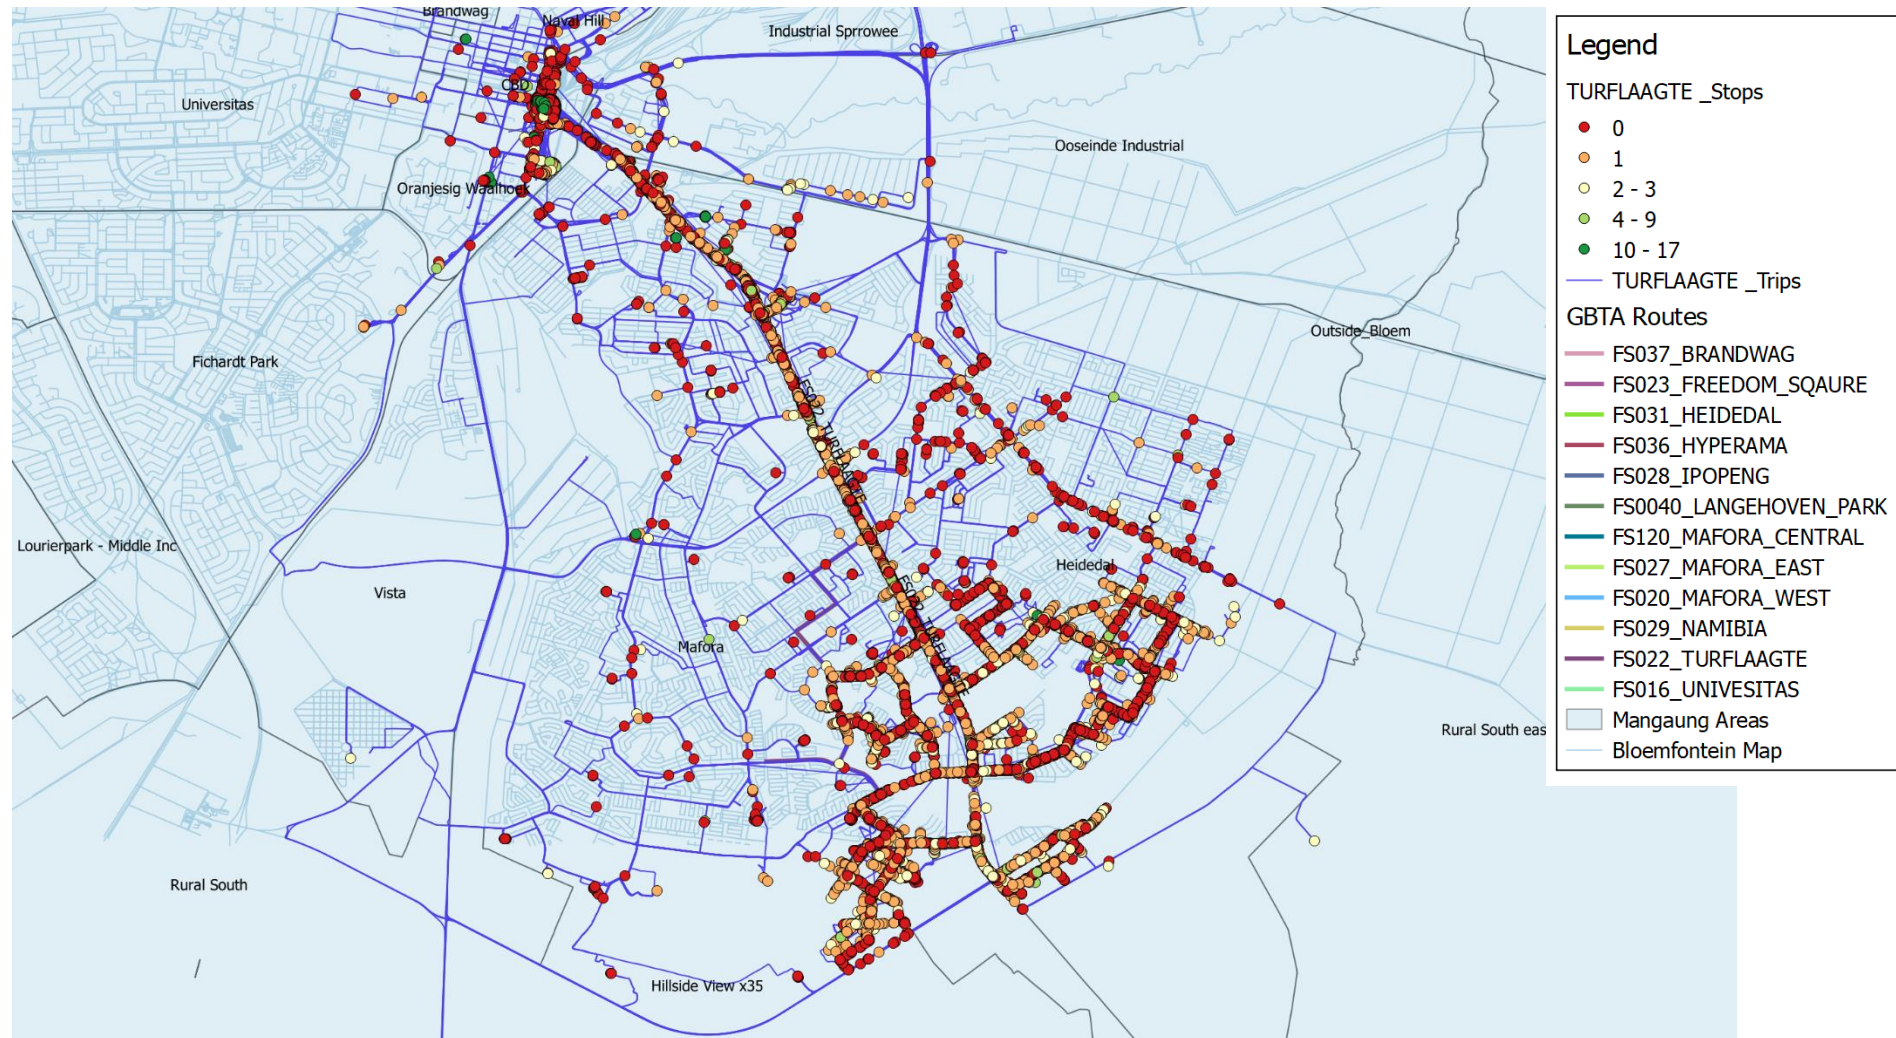 Brandwag
Naval Hill
Industrial Sprrowee
CBD
Universitas
Ooseinde Industrial
Oranjesig Waalhoek
Outside_Bloem
Fichardt Park
FS022_TURFLAAGTE
Lourierpark - Middle Inc
Heidedal
Vista
FS022_TURFLAAGTE
Mafora
Rural South eas
Rural South
Hillside View x35
Legend
TURFLAAGTE _Stops
0
1
2 - 3
4 - 9
10 - 17
TURFLAAGTE _Trips
GBTA Routes
FS037_BRANDWAG
FS023_FREEDOM_SQAURE
FS031_HEIDEDAL
FS036_HYPERAMA
FS028_IPOPENG
FS0040_LANGEHOVEN_PARK
FS120_MAFORA_CENTRAL
FS027_MAFORA_EAST
FS020_MAFORA_WEST
FS029_NAMIBIA
FS022_TURFLAAGTE
FS016_UNIVESITAS
Mangaung Areas
Bloemfontein Map